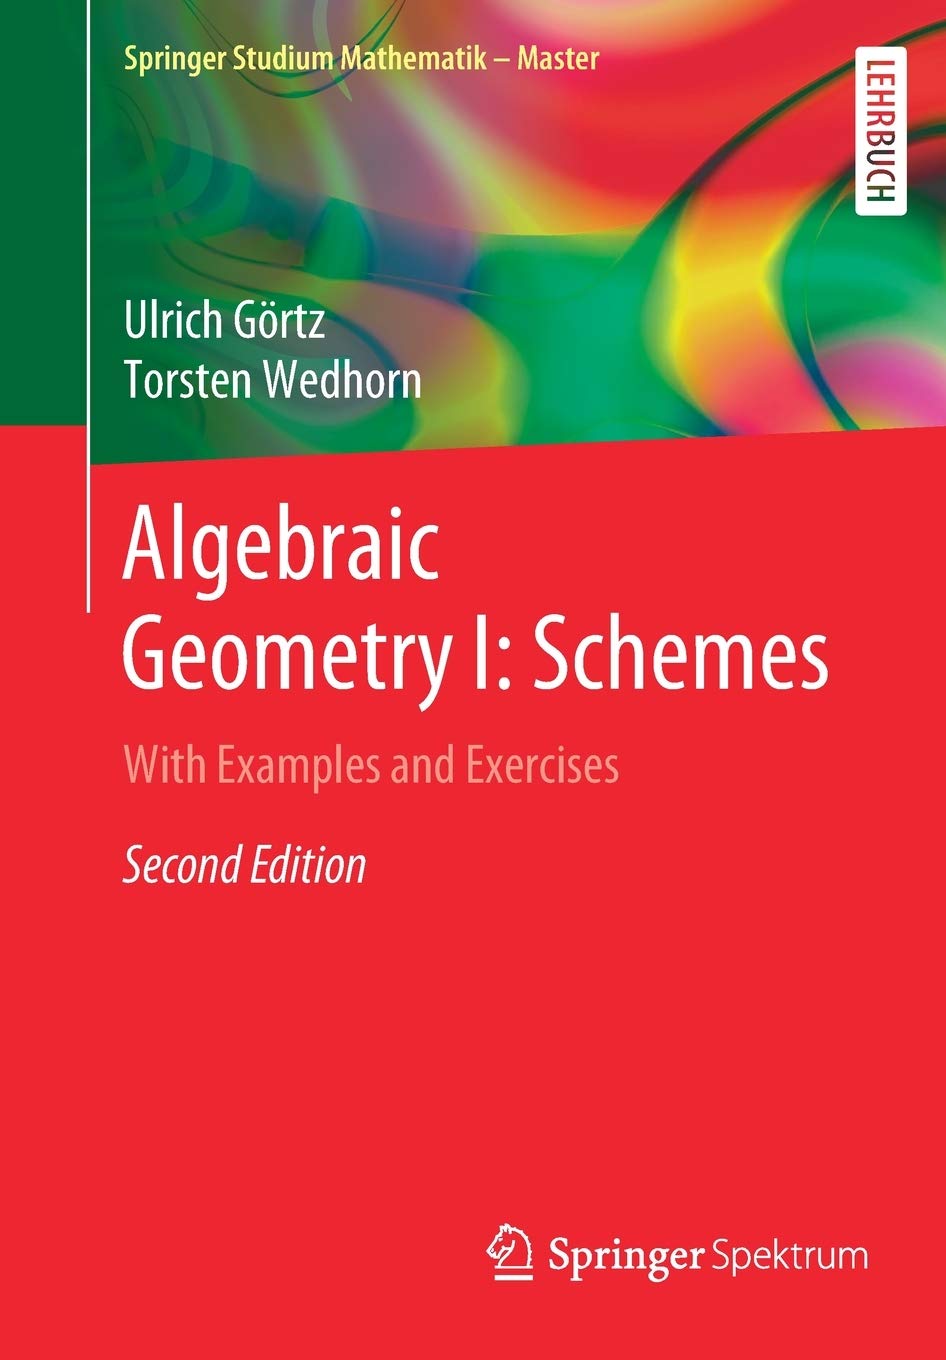 Springer Studium Mathematik – Master
LEHRBUCH
Ulrich Görtz
Torsten Wedhorn
Algebraic
Geometry I: Schemes
With Examples and Exercises
Second Edition
Springer Spektrum